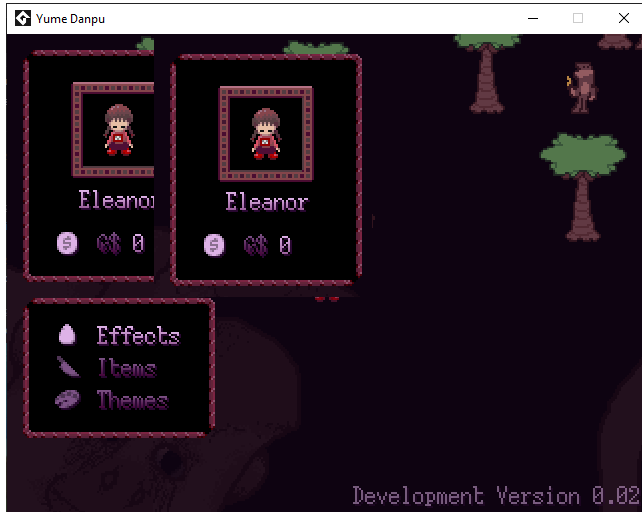 Yume Danpu
Eleanor
Eleanor
$ G$ 0
$ G$ 0
Effects
Items
Themes
Development Version 0.02